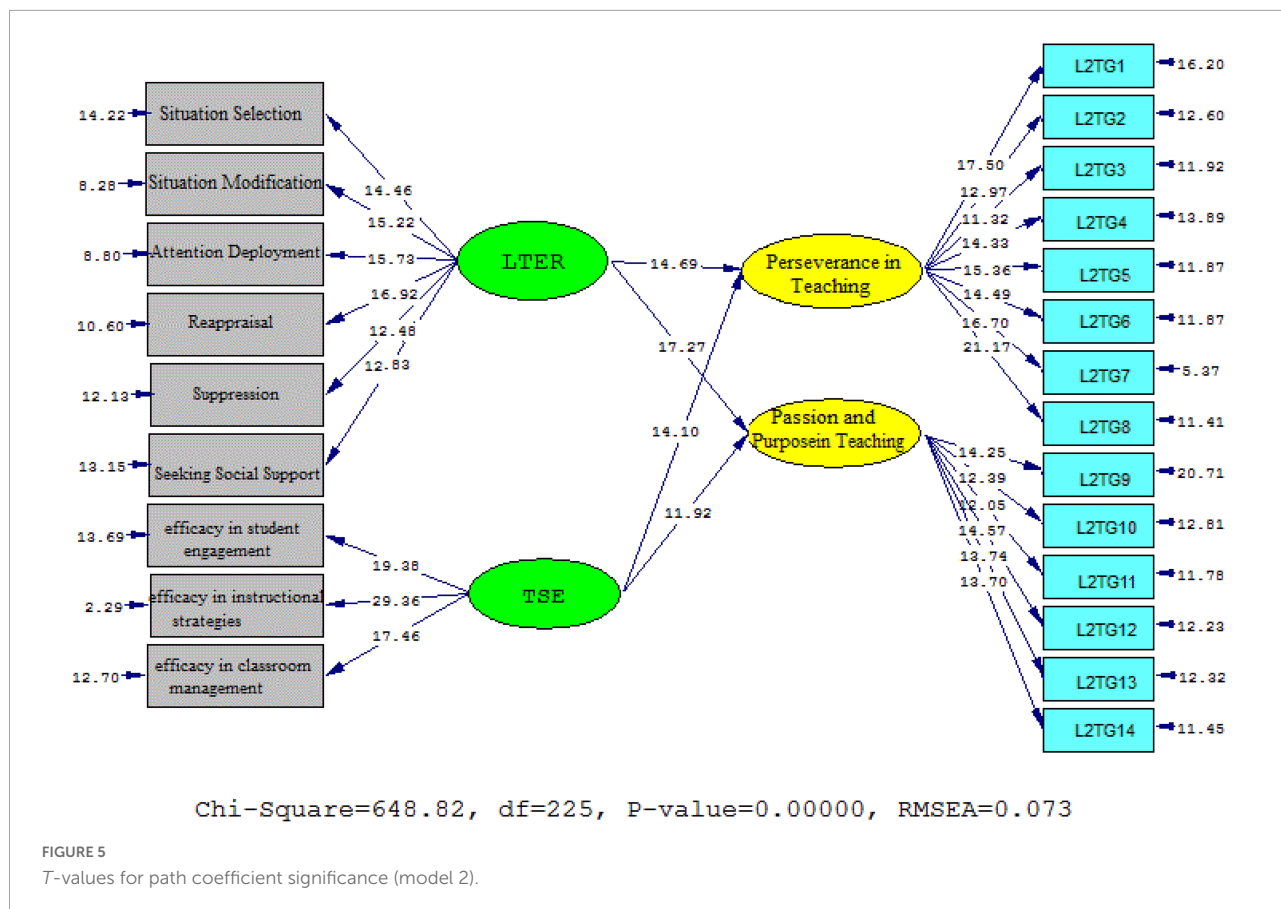 14.22
Situation Selection
8.28
Situation Modification
8.80
Attention Deployment
10.60
Reappraisal
12.13
Suppression
13.15
Seeking Social Support
13.69
efficacy in student
engagement
2.29
efficacy in instructional
strategies
12.70
efficacy in classroom
management
14.46
15.22
15.73
16.92
12.48
12.83
19.38
29.36
17.46
LTER
TSE
14.69
17.27
14.10
11.92
Perseverance in
Teaching
Passion and
Purposein Teaching
17.50
12.97
11.32
14.33
15.36
14.49
16.70
21.17
14.25
12.39
12.05
14.57
13.74
13.70
L2TG1
16.20
L2TG2
12.60
L2TG3
11.92
L2TG4
13.89
L2TG5
11.87
L2TG6
11.87
L2TG7
5.37
L2TG8
11.41
L2TG9
20.71
L2TG10
12.81
L2TG11
11.78
L2TG12
12.23
L2TG13
12.32
L2TG14
11.45
Chi-Square=648.82, df=225, P-value=0.00000, RMSEA=0.073
FIGURE 5
T-values for path coefficient significance (model 2).